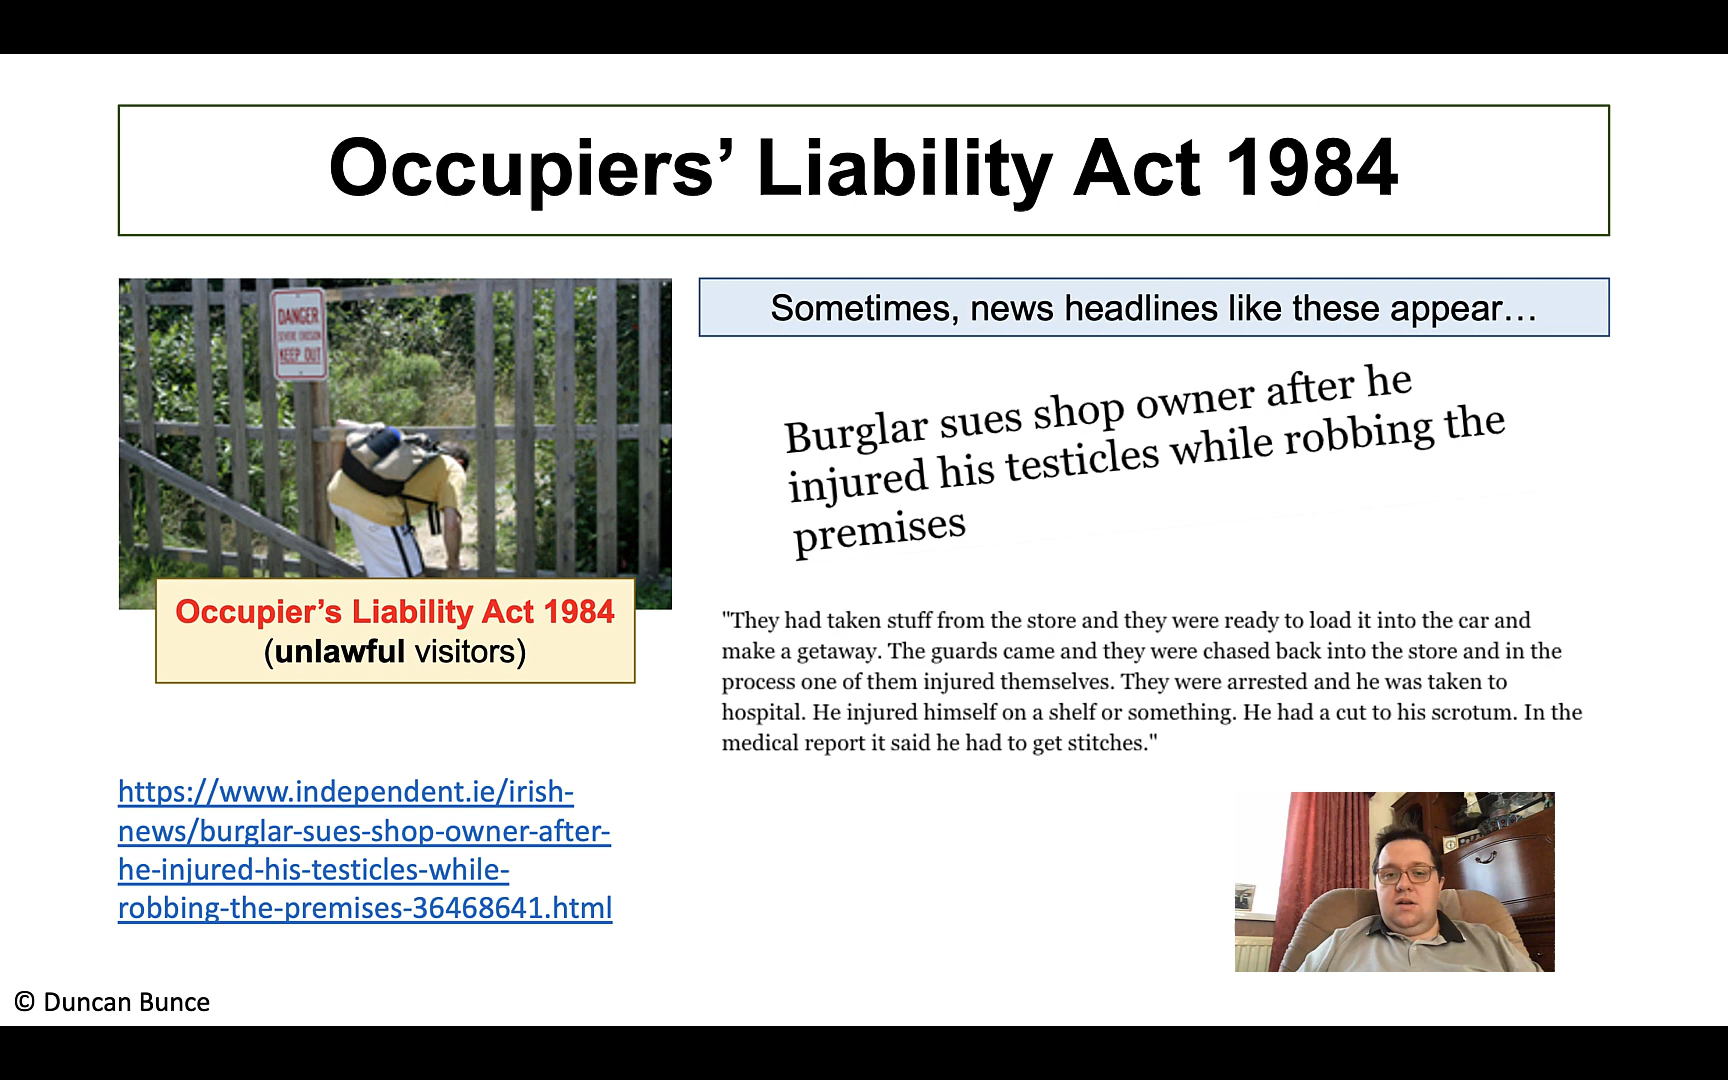 Occupiers’ Liability Act 1984
DANGER
SEVERE EROSION
KEEP OUT
Occupier’s Liability Act 1984
(unlawful visitors)
https://www.independent.ie/irish-
news/burglar-sues-shop-owner-after-
he-injured-his-testicles-while-
robbing-the-premises-36468641.html
Sometimes, news headlines like these appear…
Burglar sues shop owner after he
injured his testicles while robbing the
premises
"They had taken stuff from the store and they were ready to load it into the car and
make a getaway. The guards came and they were chased back into the store and in the
process one of them injured themselves. They were arrested and he was taken to
hospital. He injured himself on a shelf or something. He had a cut to his scrotum. In the
medical report it said he had to get stitches."
© Duncan Bunce